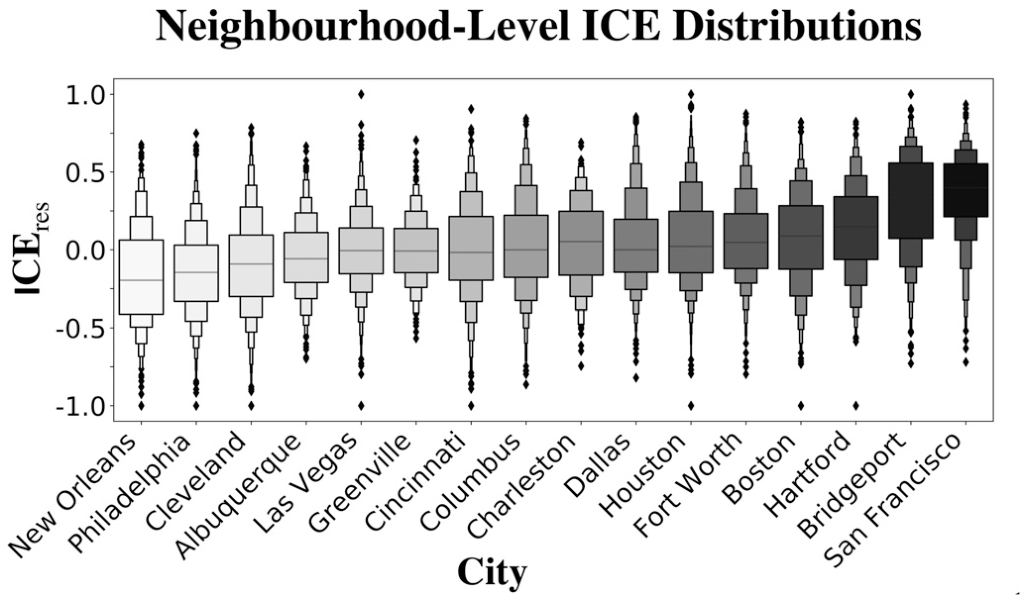 Neighbourhood-Level ICE Distributions
1.0
0.5
0.0
-0.5
-1.0
ICEres
New Orleans
Philadelphia
Cleveland
Albuquerque
Las Vegas
Greenville
Cincinnati
Columbus
Charleston
Dallas
Houston
Fort Worth
Boston
Hartford
Bridgeport
San Francisco
City